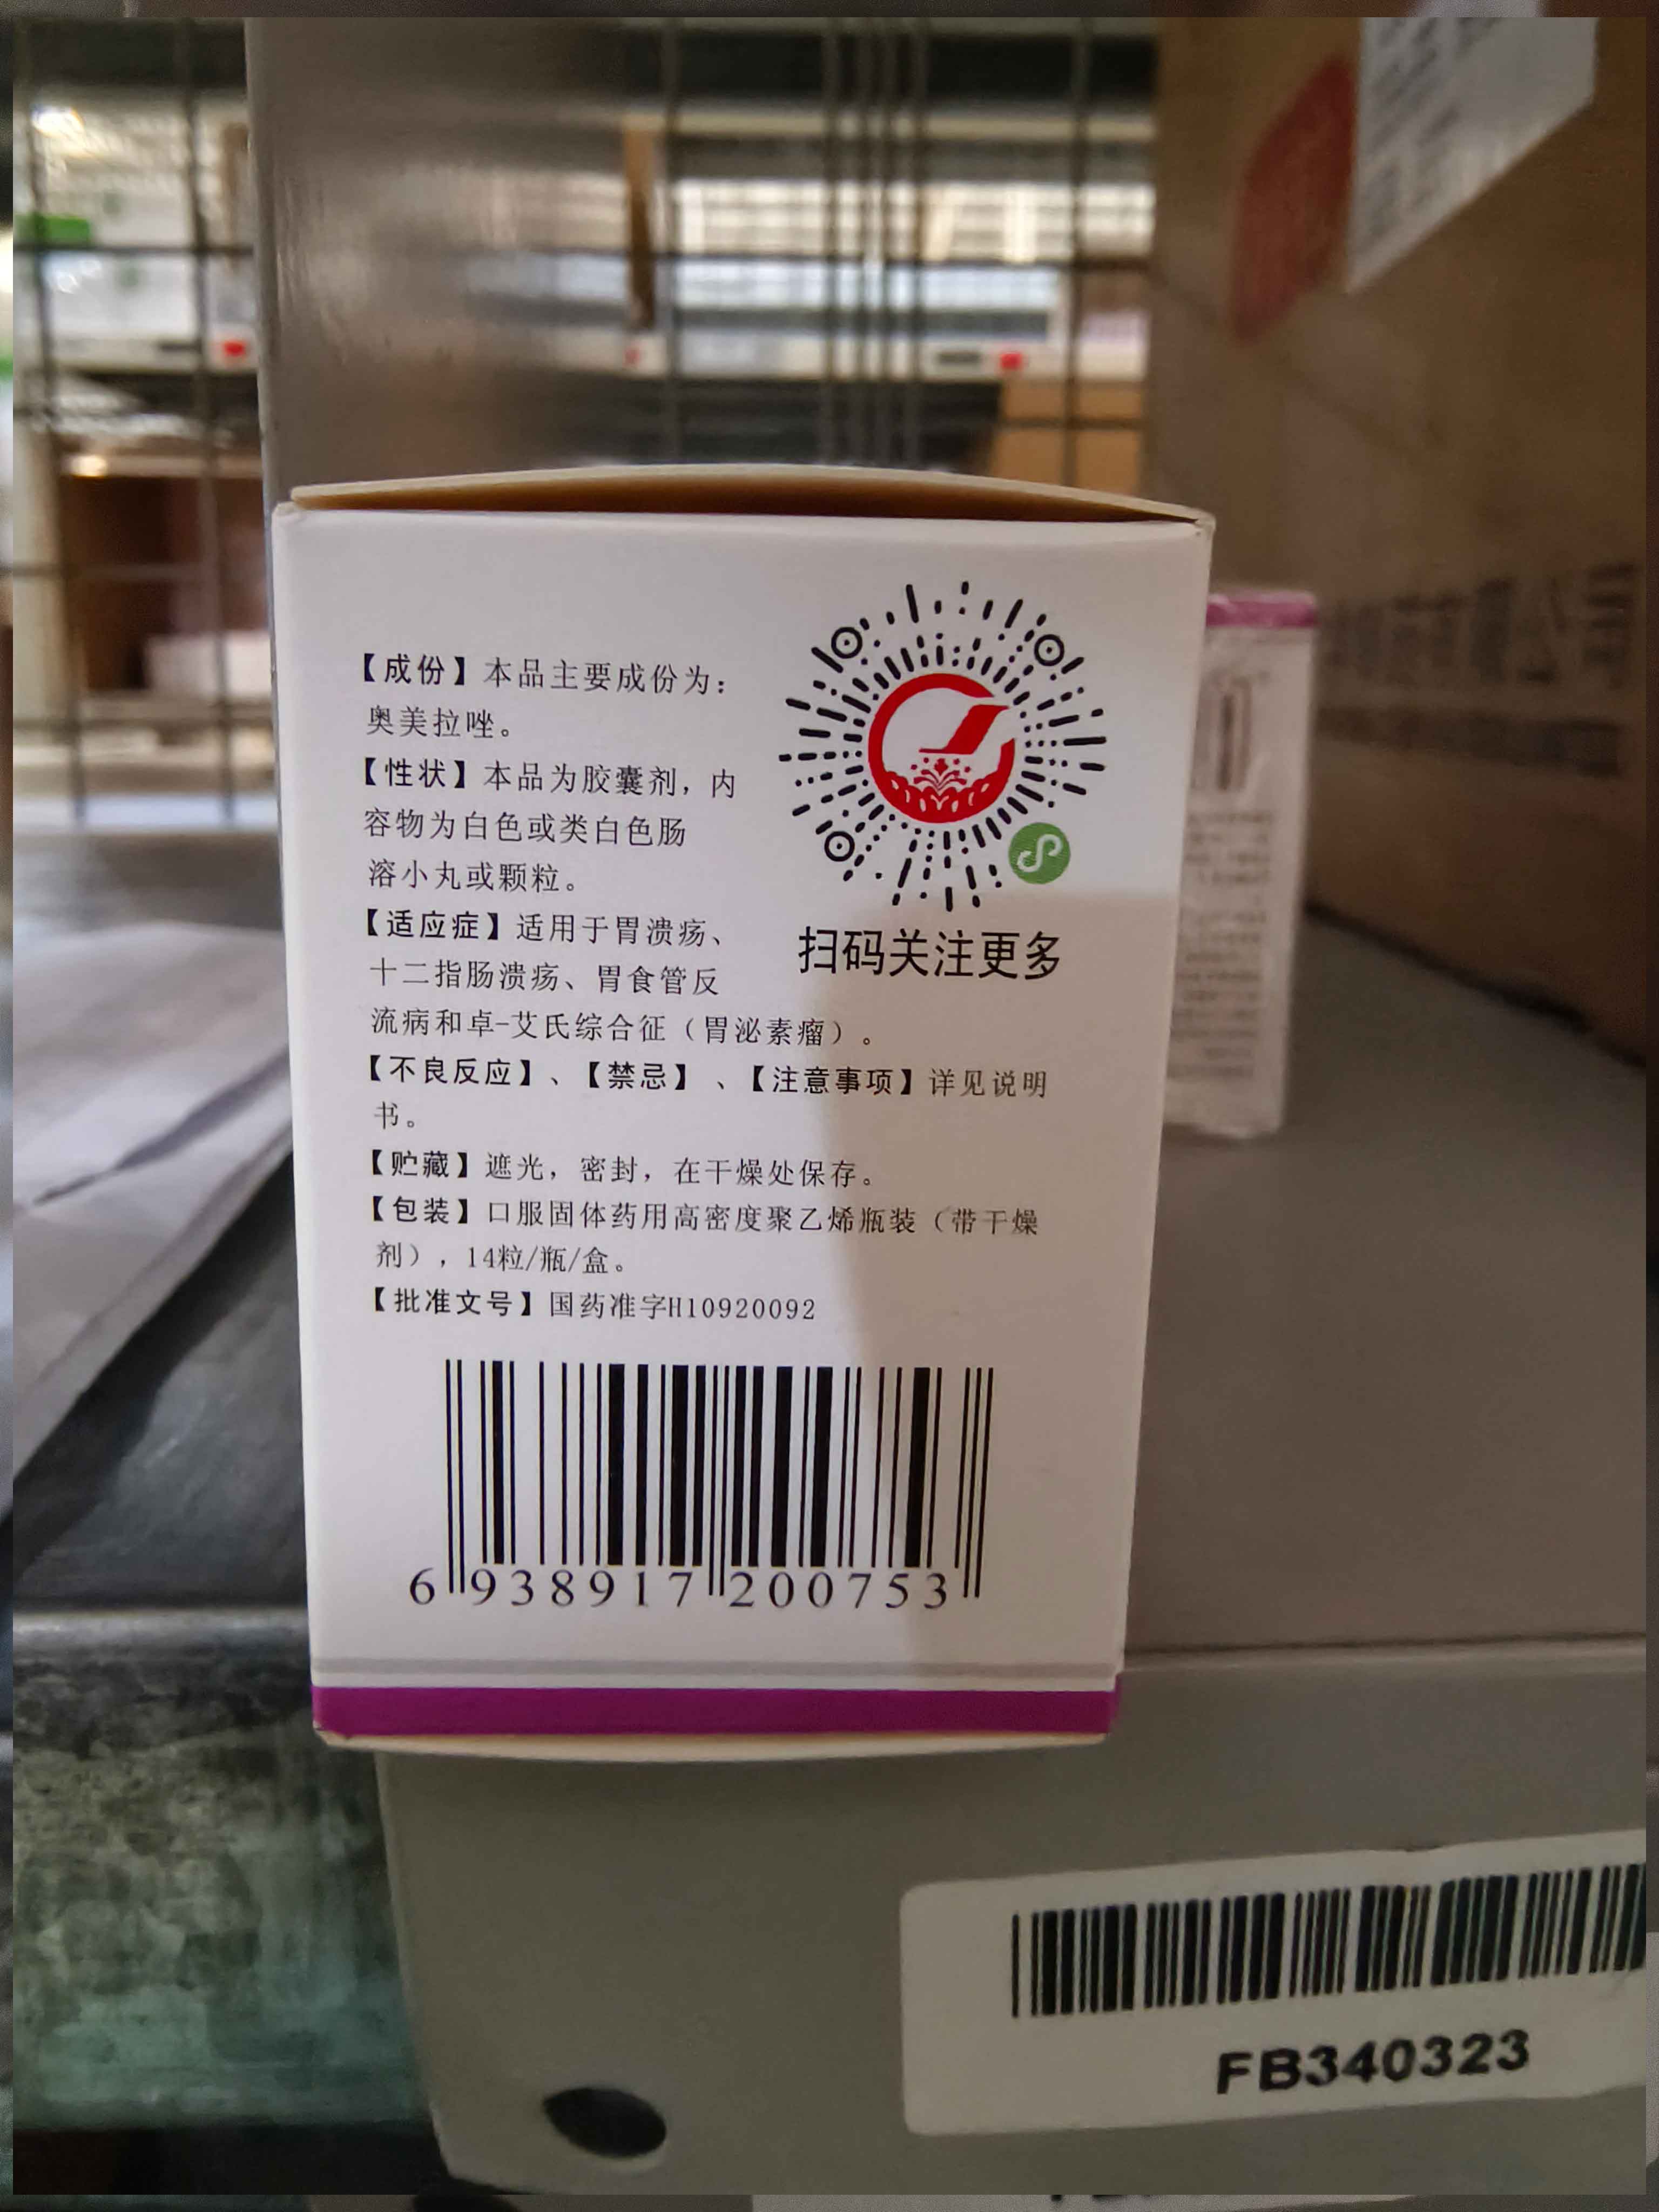 【成份】本品主要成份为：
奥美拉唑。
【性状】本品为胶囊剂，内
容物为白色或类白色肠
溶小丸或颗粒。
【适应症】适用于胃溃疡、
十二指肠溃疡、胃食管反
流病和卓-艾氏综合征（胃泌素瘤）。
扫码关注更多
【不良反应】、【禁忌】、【注意事项】详见说明
书。
【贮藏】遮光，密封，在干燥处保存。
【包装】口服固体药用高密度聚乙烯瓶装（带干燥
剂），14粒/瓶/盒。
【批准文号】国药准字H10920092
6 938917 200753
FB340323